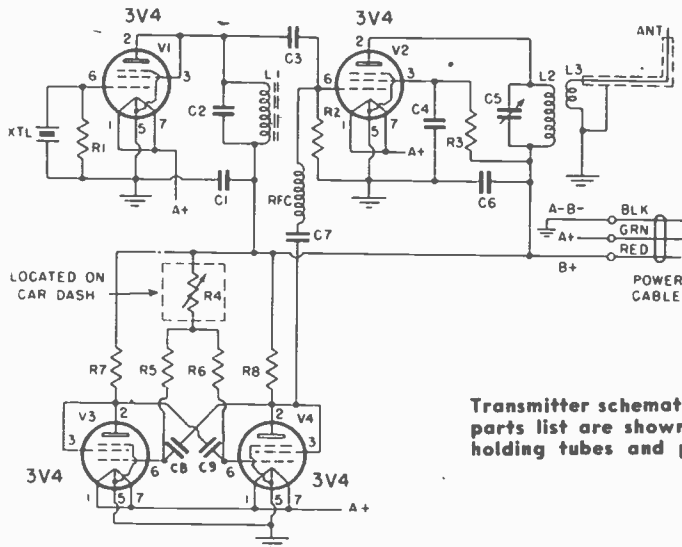 3V4
3V4
2
V1
C3
2
V2
ANT.
6
3
6
3
L1
L2
L3
C2
R2
C4
R3
C5
XTL
R1
1
5
7
1
5
7
A+
A+
RFC
C1
C6
C7
A-B-
BLK
A+
GRN
B+
RED
POWER
CABLE
LOCATED ON
CAR DASH
R4
R7
R5
R6
R8
V3
2
2
V4
3
6
C8
C9
6
3
3V4
3V4
1
5
7
1
5
7
A+
Transmitter schemat
parts list are shown
holding tubes and p